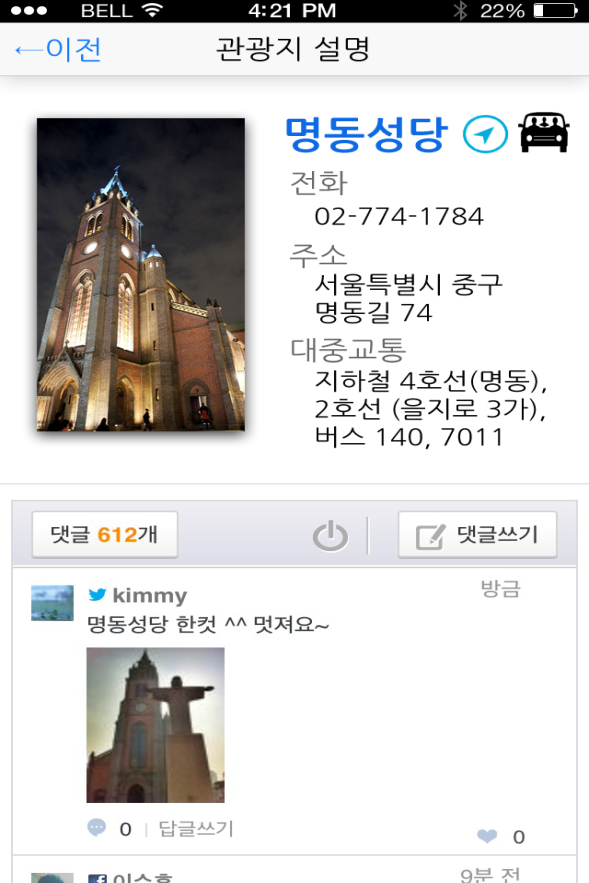 BELL 4:21 PM 22%
←이전 관광지 설명
명동성당
전화
02-774-1784
주소
서울특별시 중구
명동길 74
대중교통
지하철 4호선(명동),
2호선 (을지로 3가),
버스 140, 7011
댓글 612개 댓글쓰기
kimmy 방금
명동성당 한컷 ^^ 멋져요~
0 | 답글쓰기 0
9분 전